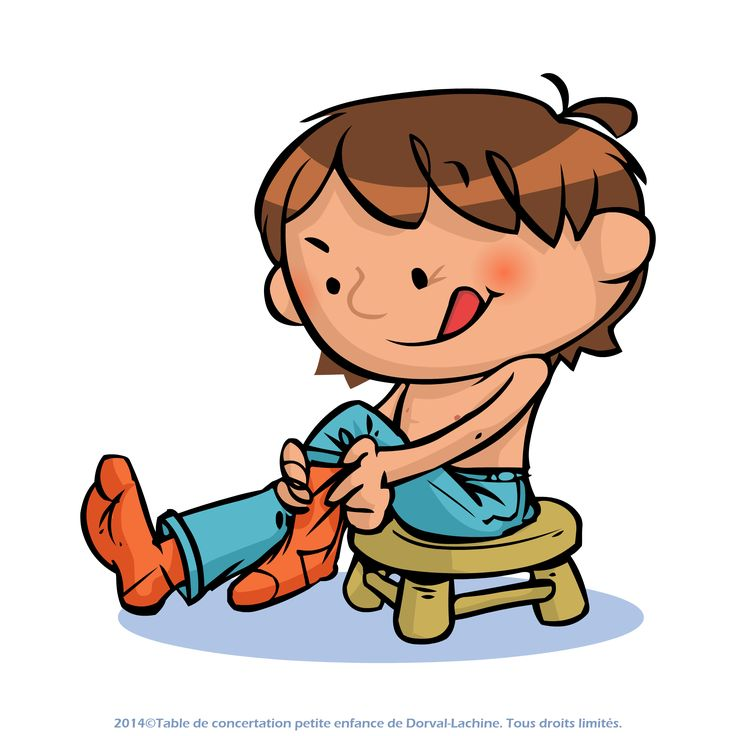 2014©Table de concertation petite enfance de Dorval-Lachine. Tous droits limités.